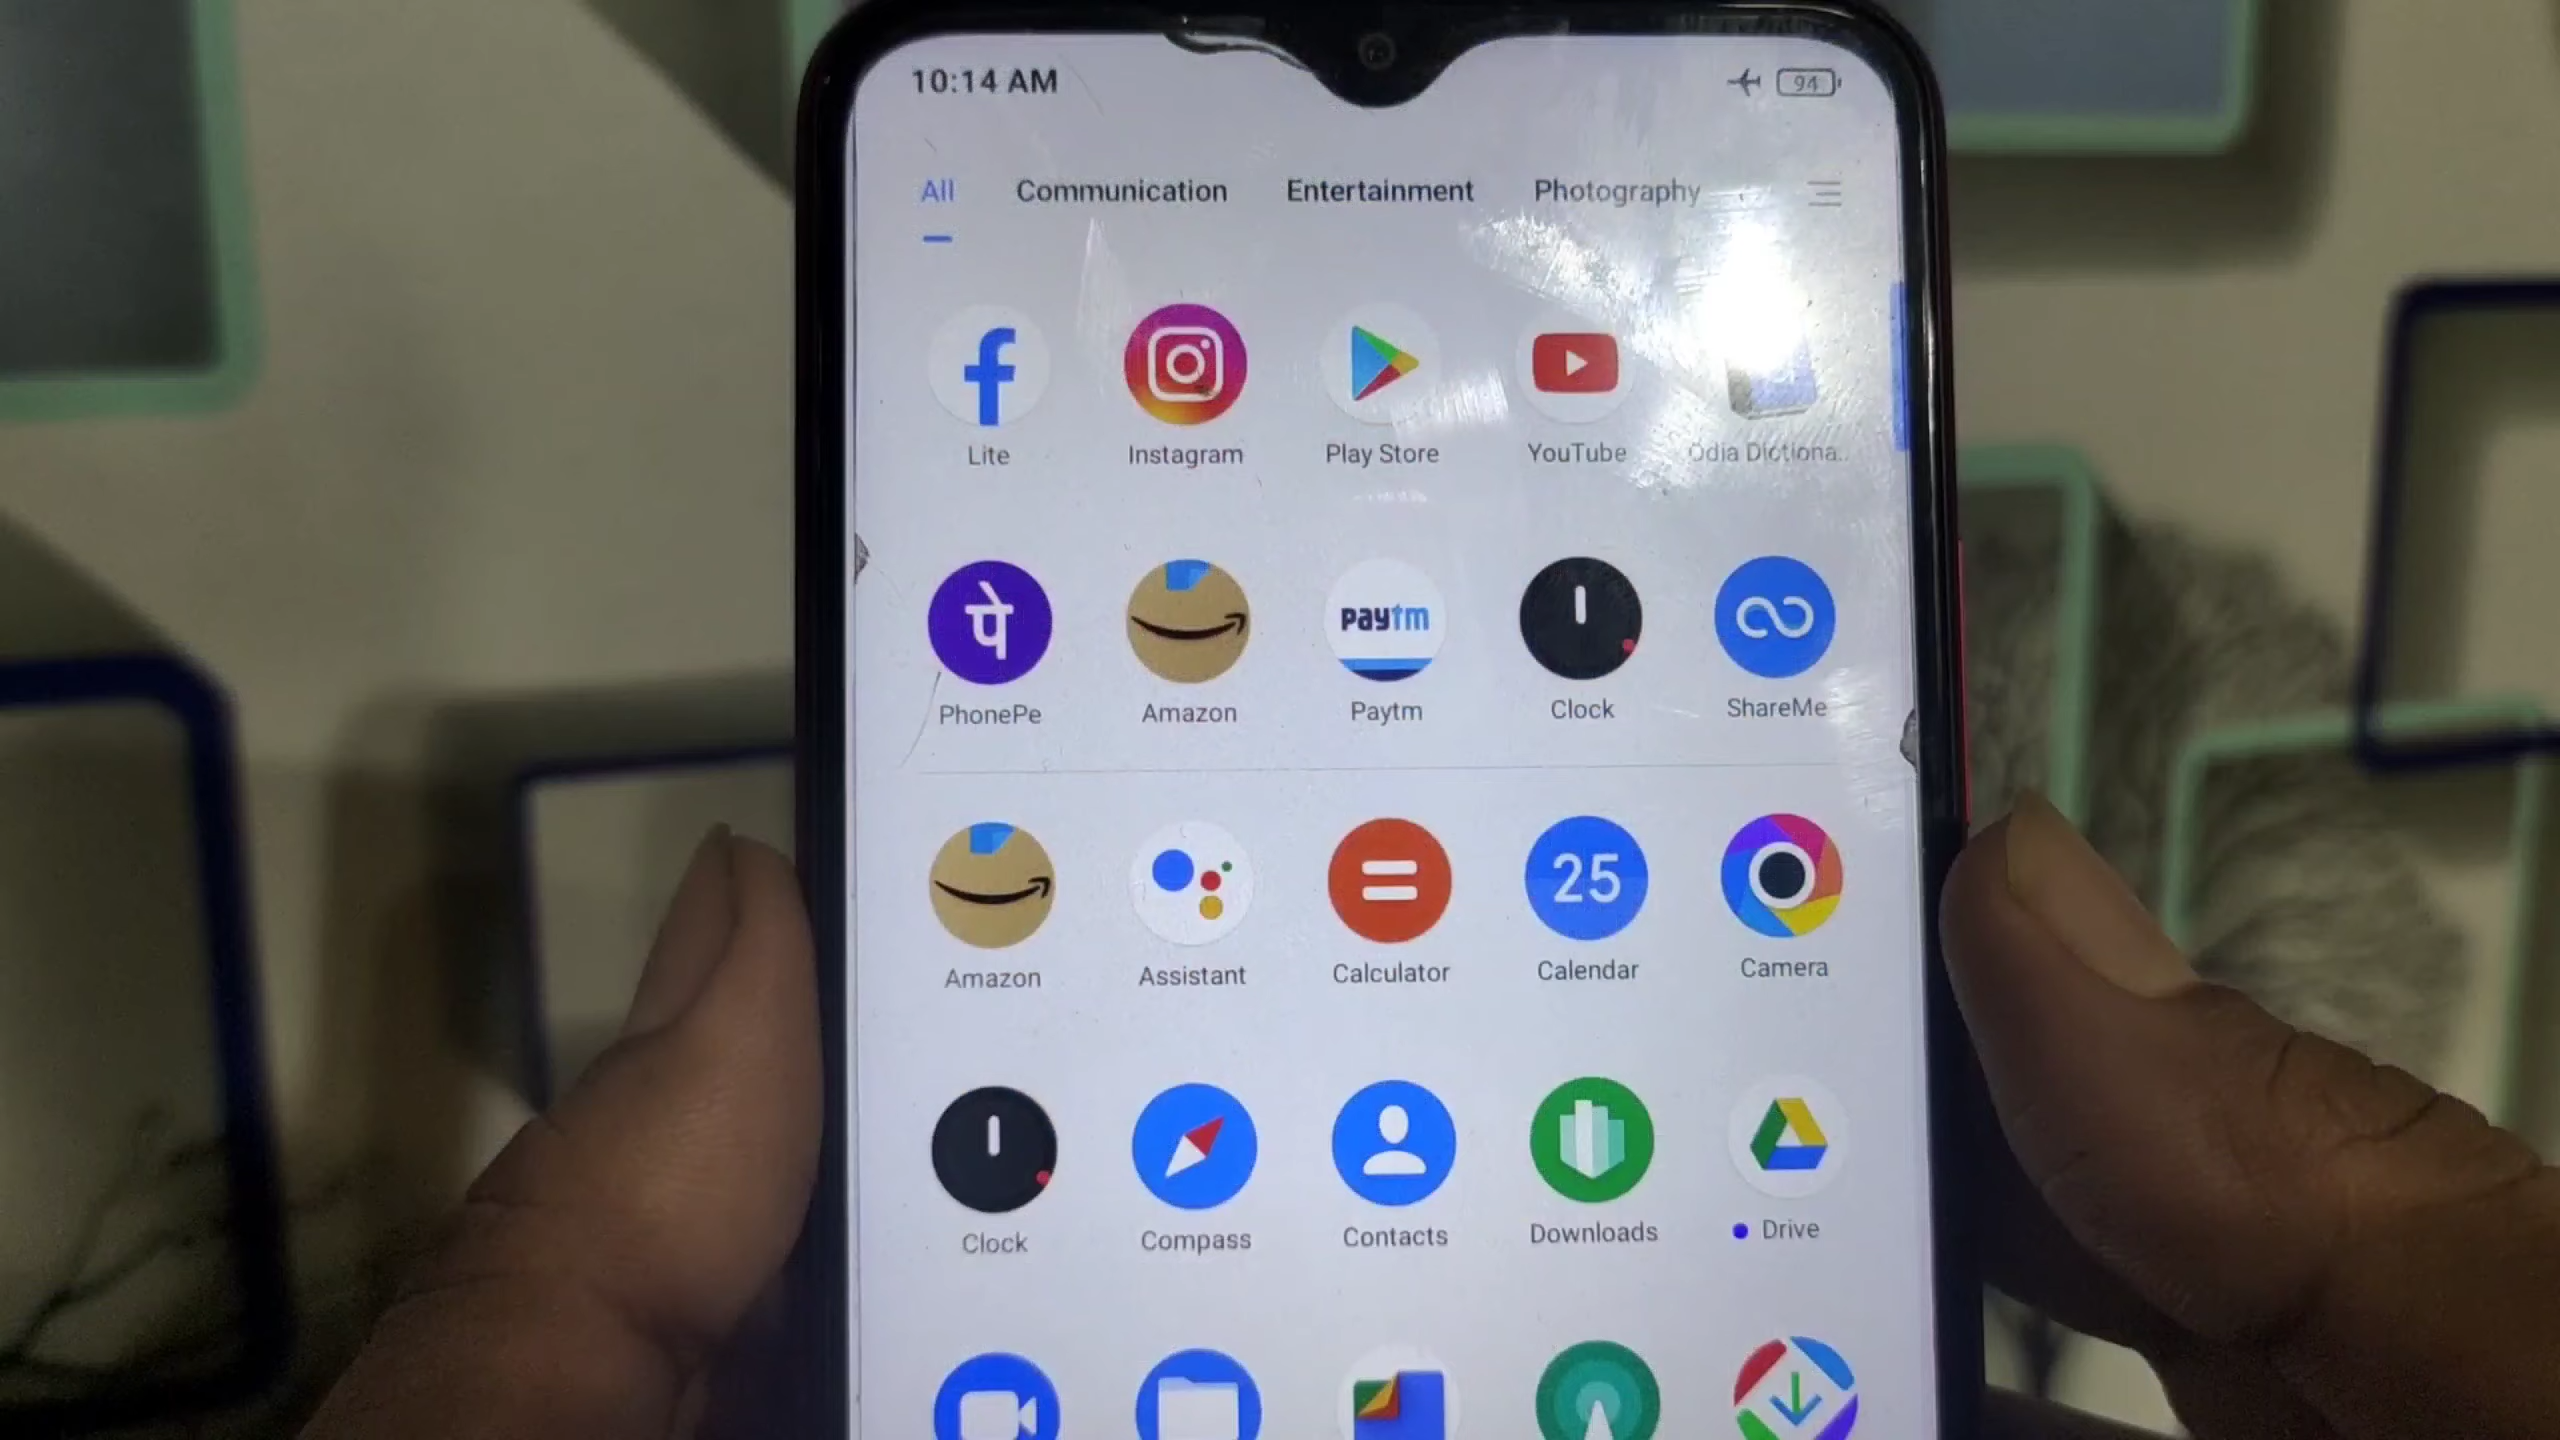 10:14 AM 94
All Communication Entertainment Photography
Lite Instagram Play Store YouTube Odia Dictiona..
पे paytm
PhonePe Amazon Paytm Clock ShareMe
25
Amazon Assistant Calculator Calendar Camera
Clock Compass Contacts Downloads Drive